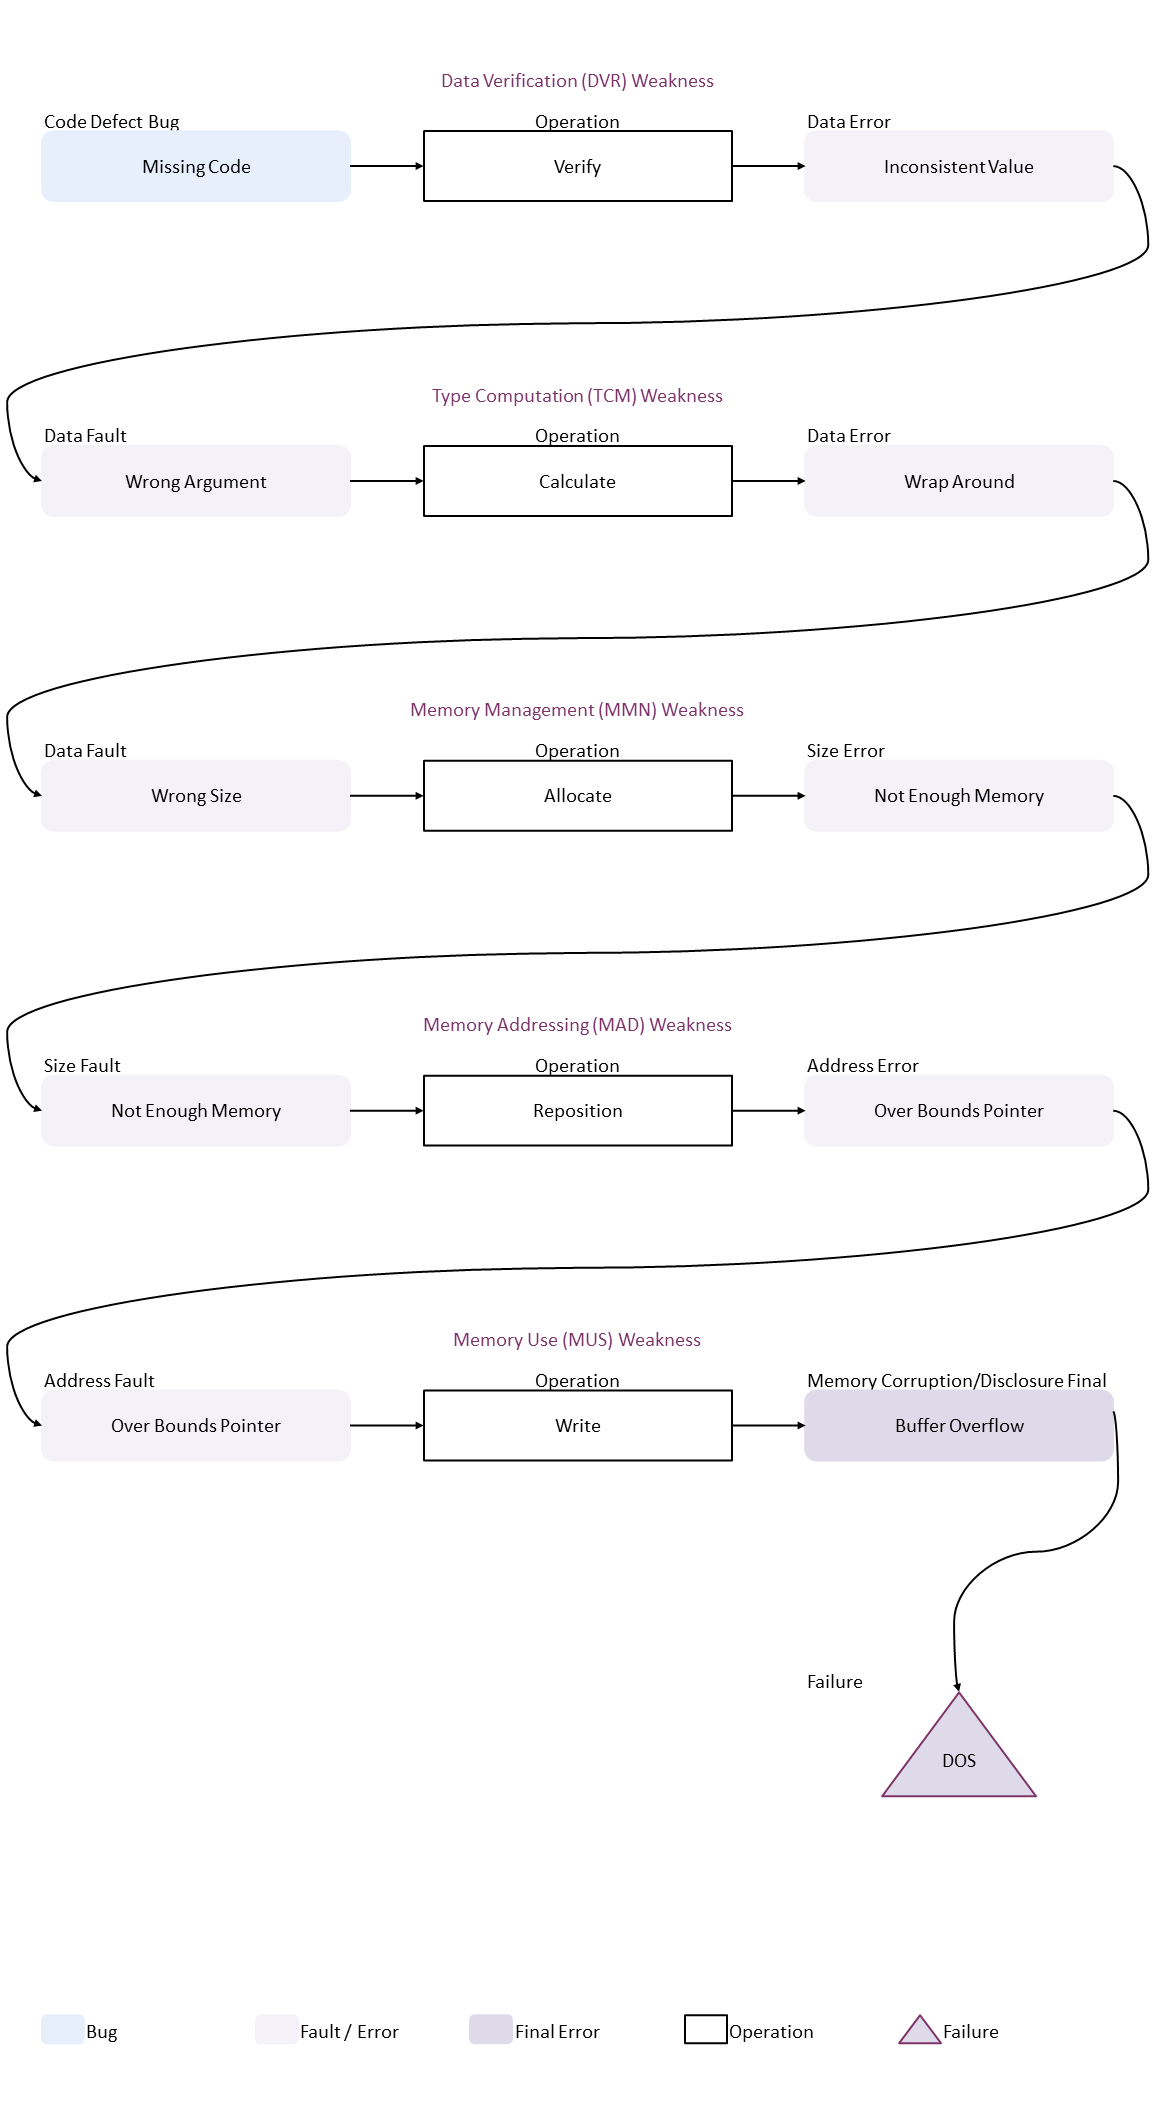 Data Verification (DVR) Weakness
Code Defect Bug
Operation
Data Error
Missing Code
Verify
Inconsistent Value
Type Computation (TCM) Weakness
Data Fault
Operation
Data Error
Wrong Argument
Calculate
Wrap Around
Memory Management (MMN) Weakness
Data Fault
Operation
Size Error
Wrong Size
Allocate
Not Enough Memory
Memory Addressing (MAD) Weakness
Size Fault
Operation
Address Error
Not Enough Memory
Reposition
Over Bounds Pointer
Memory Use (MUS) Weakness
Address Fault
Operation
Memory Corruption/Disclosure Final
Over Bounds Pointer
Write
Buffer Overflow
Failure
DOS
Bug
Fault / Error
Final Error
Operation
Failure